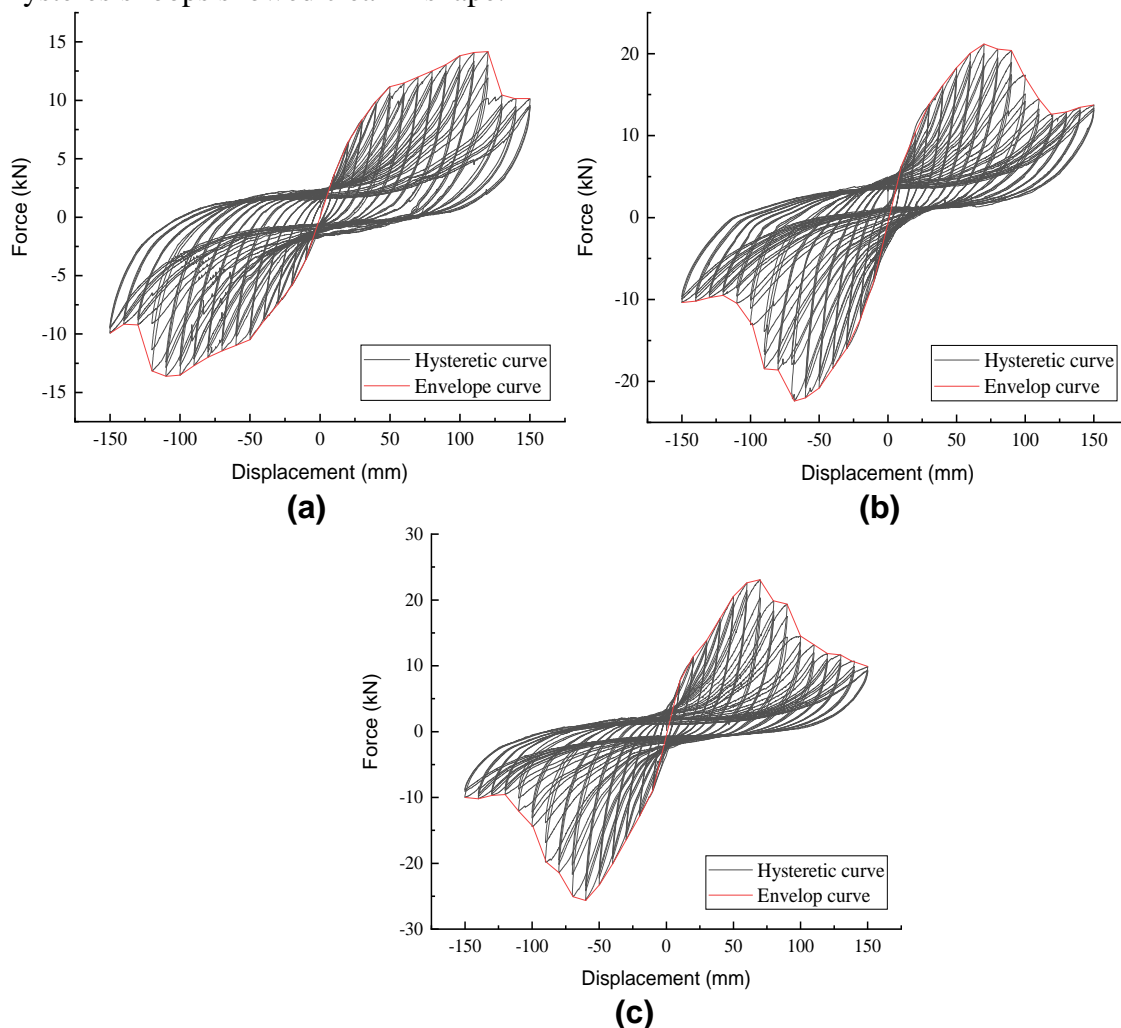 15
10
5
0
-5
-10
-15
Force (kN)
Hysteretic curve
Envelope curve
-150 -100 -50 0 50 100 150
Displacement (mm)
(a)
20
10
0
-10
-20
Force (kN)
Hysteretic curve
Envelop curve
-150 -100 -50 0 50 100 150
Displacement (mm)
(b)
30
20
10
0
-10
-20
-30
Force (kN)
Hysteretic curve
Envelop curve
-150 -100 -50 0 50 100 150
Displacement (mm)
(c)